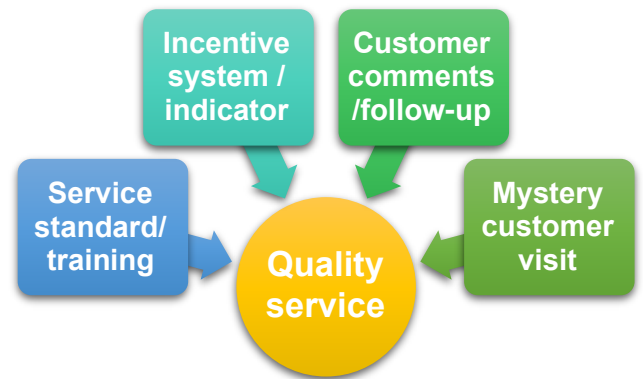 Incentive
system /
indicator
Customer
comments
/follow-up
Service
standard/
training
Mystery
customer
visit
Quality
service